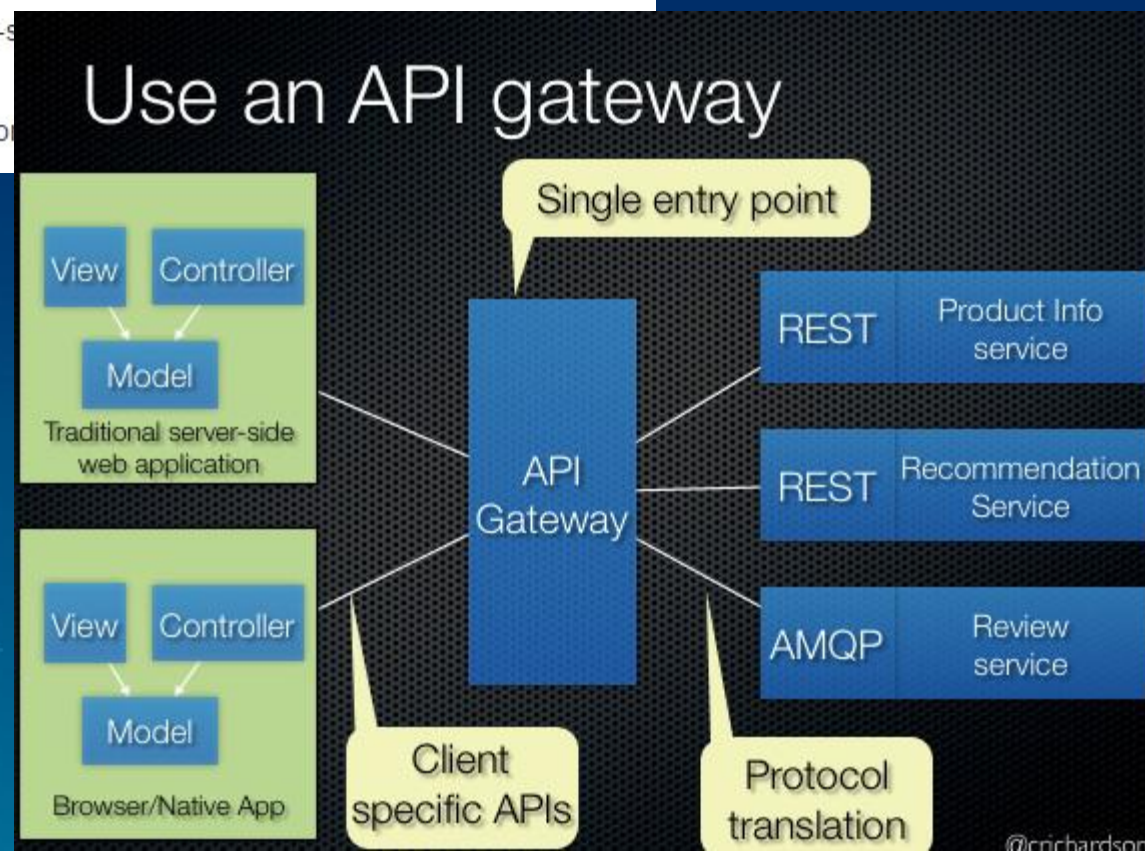 Use an API gateway
Single entry point
View
Controller
Model
Traditional server-side
web application
View
Controller
Model
Browser/Native App
API
Gateway
Client
specific APIs
REST
Product Info
service
REST
Recommendation
Service
AMQP
Review
service
Protocol
translation
@crichardson